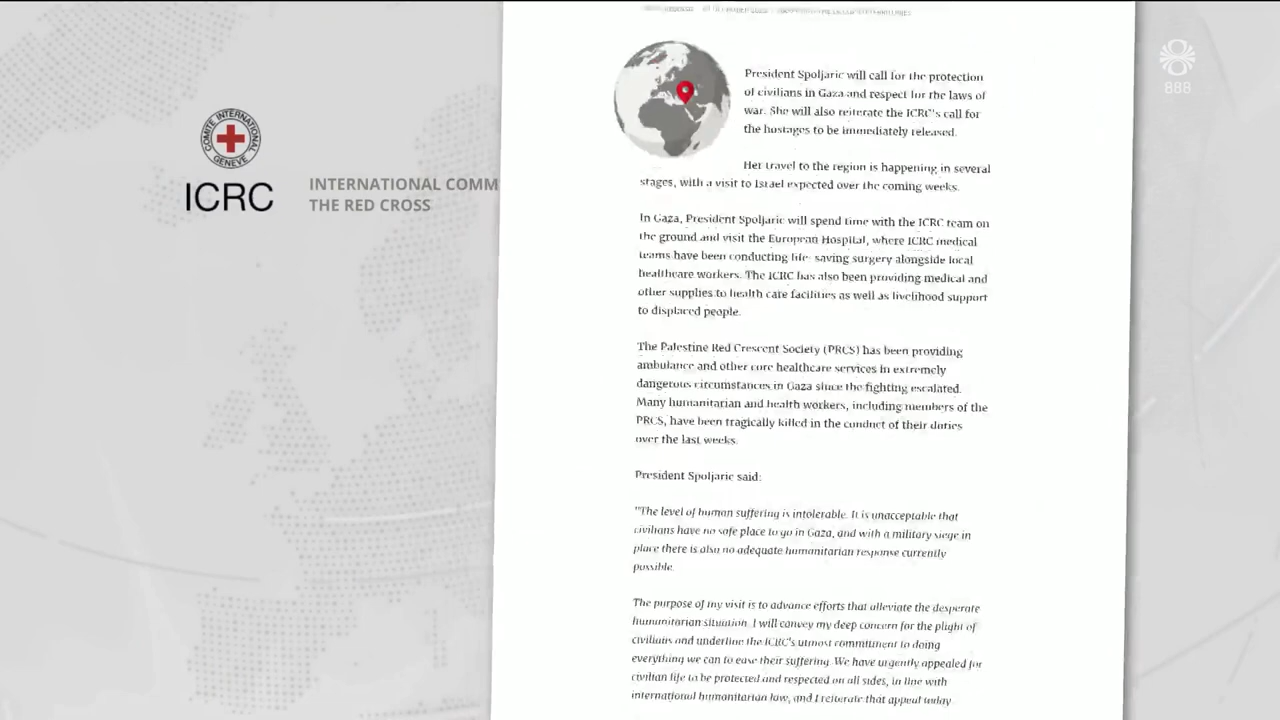 COMITÉ INTERNATIONAL
GENEVE
ICRC
INTERNATIONAL COMM
THE RED CROSS
888
President Spoljaric will call for the protection
of civilians in Gaza and respect for the laws of
war. She will also reiterate the ICRC's call for
the hostages to be immediately released.
Her travel to the region is happening in several
stages, with a visit to Israel expected over the coming weeks.
In Gaza, President Spoljaric will spend time with the ICRC team on
the ground and visit the European Hospital, where ICRC medical
teams have been conducting life-saving surgery alongside local
healthcare workers. The ICRC has also been providing medical and
other supplies to health care facilities as well as livelihood support
to displaced people.
The Palestine Red Crescent Society (PRCS) has been providing
ambulance and other core healthcare services in extremely
dangerous circumstances in Gaza since the fighting escalated.
Many humanitarian and health workers, including members of the
PRCS, have been tragically killed in the conduct of their duties
over the last weeks.
President Spoljaric said:
"The level of human suffering is intolerable. It is unacceptable that
civilians have no safe place to go in Gaza, and with a military siege in
place there is also no adequate humanitarian response currently
possible.
The purpose of my visit is to advance efforts that alleviate the desperate
humanitarian situation. I will convey my deep concern for the plight of
civilians and underline the ICRC's utmost commitment to doing
everything we can to ease their suffering. We have urgently appealed for
civilian life to be protected and respected on all sides, in line with
international humanitarian law, and I reiterate that appeal today.